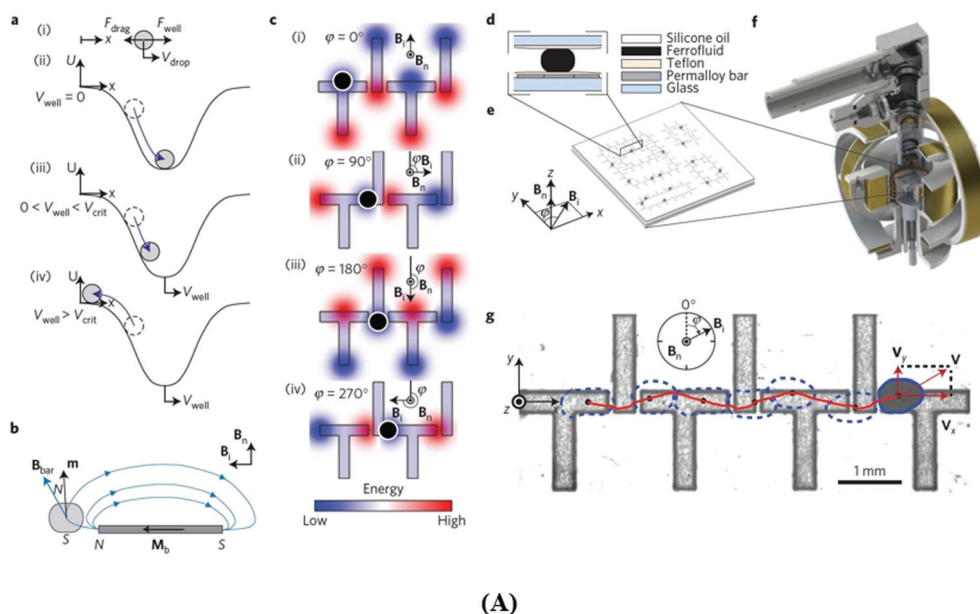 a
(i)
F_drag
F_well
x
V_drop
(ii)
U
V_well = 0
x
(iii)
U
x
0 < V_well < V_crit
V_well
(iv)
U
x
V_well > V_crit
V_well
b
B_bar
m
N
S
N
M_b
S
B_n
B_i
c
(i)
φ = 0°
B_i
B_n
(ii)
φ = 90°
φ
B_i
B_n
(iii)
φ = 180°
φ
B_n
B_i
(iv)
φ = 270°
φ
B_i
B_n
Energy
Low
High
d
Silicone oil
Ferrofluid
Teflon
Permalloy bar
Glass
e
z
y
B_n
B_i
φ
x
f
g
0°
φ
B_i
B_n
y
z
V_y
V
V_x
1 mm
(A)